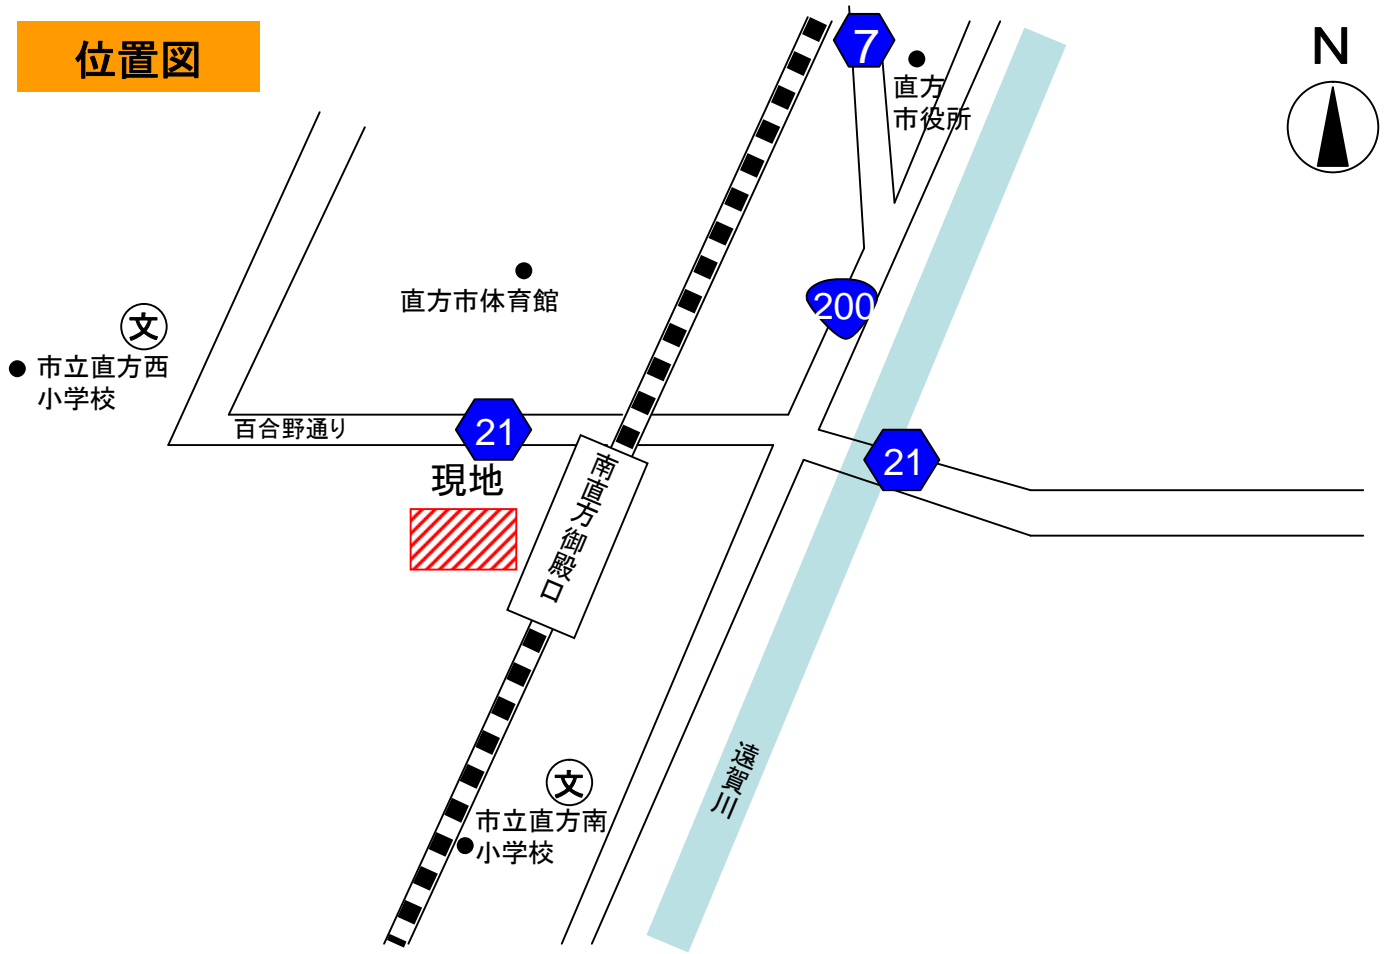 位置図
7
N
直方
市役所
直方市体育館
200
文
市立直方西
小学校
百合野通り
21
21
現地
南直方御殿口
遠賀川
文
市立直方南
小学校